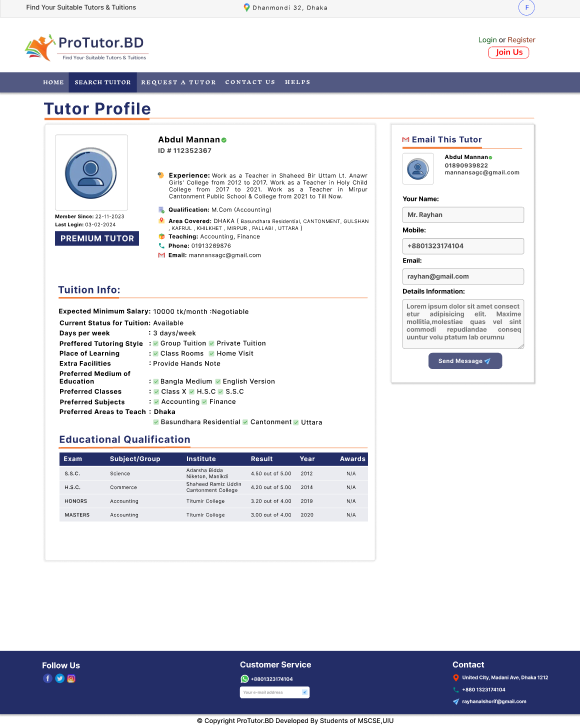 Find Your Suitable Tutors & Tuitions
Dhanmondi 32, Dhaka
F
ProTutor.BD
Find Your Suitable Tutors & Tuitions
Login or Register
Join Us
HOME SEARCH TUITOR REQUEST A TUTOR CONTACT US HELPS
Tutor Profile
Abdul Mannan
ID # 112352367
Experience: Work as a Teacher in Shaheed Bir Uttam Lt. Anawr
Girls' College from 2012 to 2017. Work as a Teacher in Holy Child
College from 2017 to 2021. Work as a Teacher in Mirpur
Cantonment Public School & College from 2021 to Till Now.
Qualification: M.Com (Accounting)
Area Covered: DHAKA ( Basundhara Residential, CANTONMENT, GULSHAN
, KAFRUL , KHILKHET , MIRPUR , PALLABI , UTTARA )
Teaching: Accounting, Finance
Phone: 01913269876
Email: mannansagc@gmail.com
Member Since: 22-11-2023
Last Login: 03-02-2024
PREMIUM TUTOR
Tuition Info:
Expected Minimum Salary: 10000 tk/month :Negotiable
Current Status for Tuition: Available
Days per week : 3 days/week
Preffered Tutoring Style : Group Tuition Private Tuition
Place of Learning : Class Rooms Home Visit
Extra Facilities : Provide Hands Note
Preferred Medium of
Education : Bangla Medium English Version
Preferred Classes : Class X H.S.C S.S.C
Preferred Subjects : Accounting Finance
Preferred Areas to Teach : Dhaka
Basundhara Residential Cantonment Uttara
Educational Qualification
Exam Subject/Group Institute Result Year Awards
S.S.C. Science Adarsha Bidda Niketon, Manikdi 4.50 out of 5.00 2012 N/A
H.S.C. Commerce Shaheed Ramiz Uddin Cantonment College 4.20 out of 5.00 2014 N/A
HONORS Accounting Titumir College 3.20 out of 4.00 2019 N/A
MASTERS Accounting Titumir College 3.00 out of 4.00 2020 N/A
Email This Tutor
Abdul Mannan
01890939822
mannansagc@gmail.com
Your Name:
Mr. Rayhan
Mobile:
+8801323174104
Email:
rayhan@gmail.com
Details Information:
Lorem ipsum dolor sit amet consect
etur adipisicing elit. Maxime
mollitia,molestiae quas vel sint
commodi repudiandae conseq
uuntur volu ptatum lab orumnu
Send Message
Follow Us
Customer Service
+8801323174104
Your e-mail address
Contact
United City, Madani Ave, Dhaka 1212
+880 1323174104
rayhanalshorif@gmail.com
© Copyright ProTutor.BD Developed By Students of MSCSE,UIU